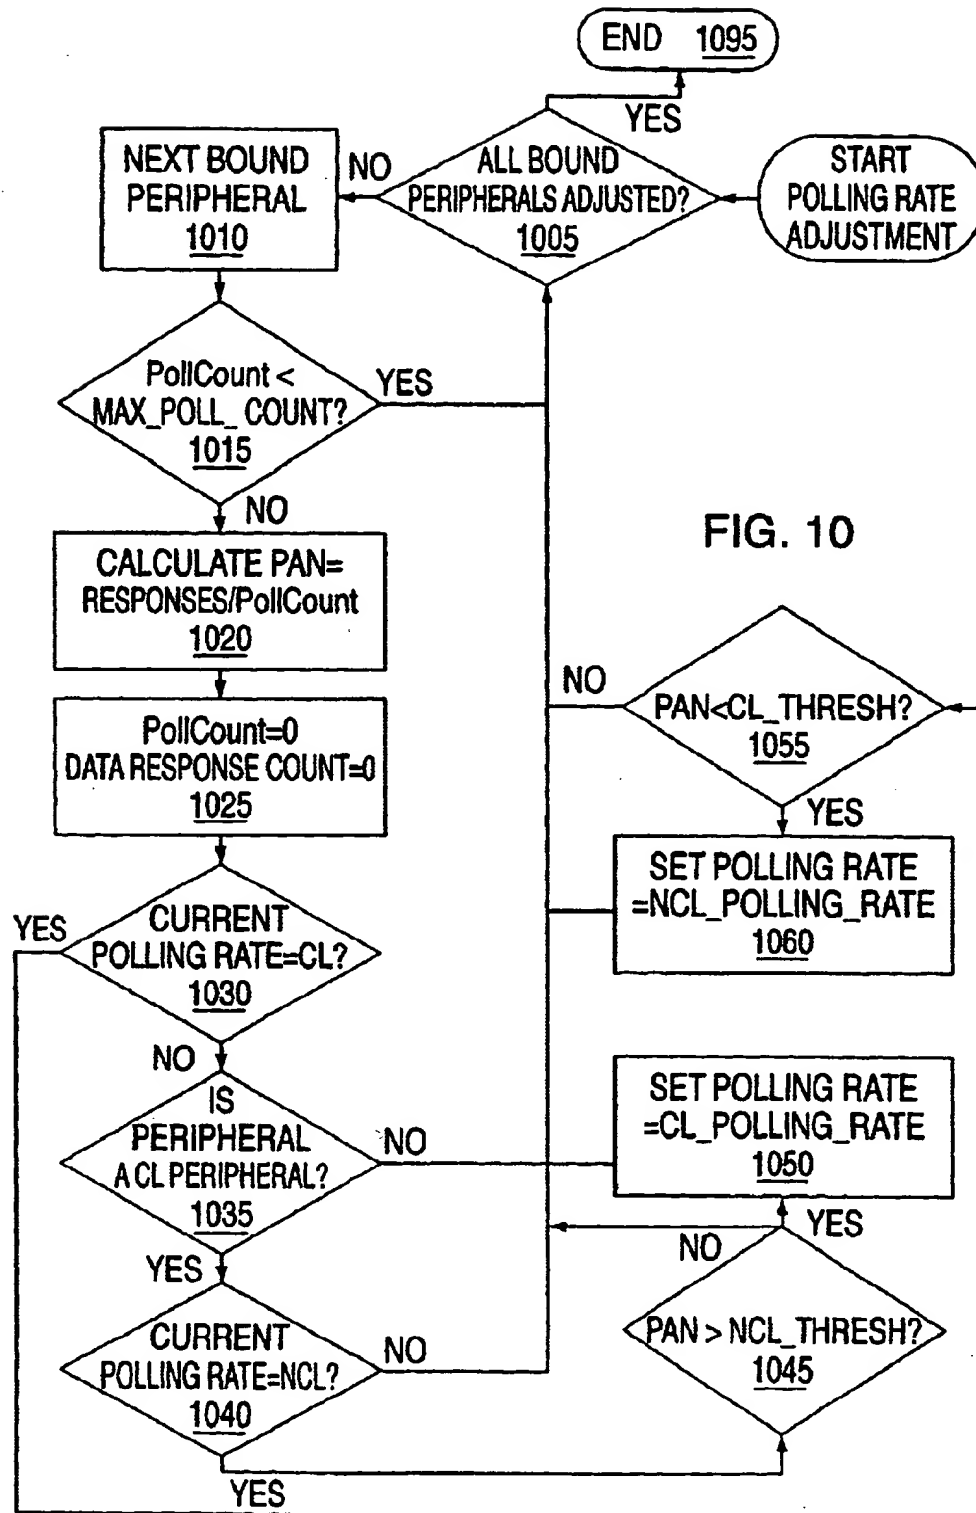 END 1095
YES
ALL BOUND
PERIPHERALS ADJUSTED?
1005
START
POLLING RATE
ADJUSTMENT
NO
NEXT BOUND
PERIPHERAL
1010
PollCount <
MAX_POLL_ COUNT?
1015
YES
NO
CALCULATE PAN=
RESPONSES/PollCount
1020
PollCount=0
DATA RESPONSE COUNT=0
1025
YES
CURRENT
POLLING RATE=CL?
1030
NO
IS
PERIPHERAL
A CL PERIPHERAL?
1035
NO
YES
CURRENT
POLLING RATE=NCL?
1040
NO
YES
FIG. 10
NO
PAN<CL_THRESH?
1055
YES
SET POLLING RATE
=NCL_POLLING_RATE
1060
SET POLLING RATE
=CL_POLLING_RATE
1050
YES
NO
PAN > NCL_THRESH?
1045